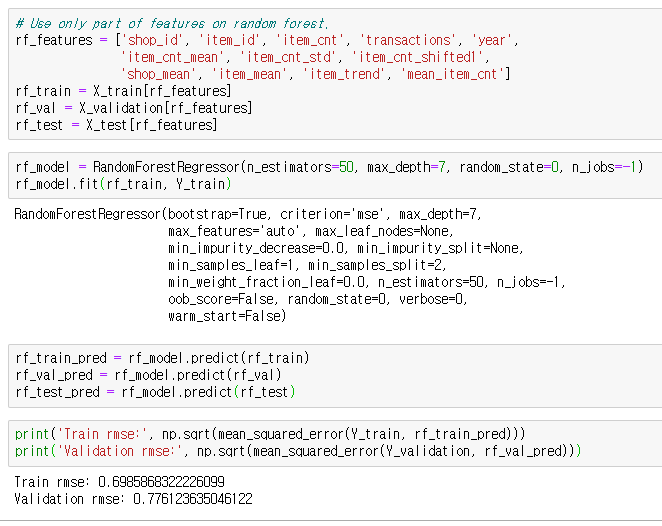 # Use only part of features on random forest.
rf_features = ['shop_id', 'item_id', 'item_cnt', 'transactions', 'year',
'item_cnt_mean', 'item_cnt_std', 'item_cnt_shifted1',
'shop_mean', 'item_mean', 'item_trend', 'mean_item_cnt']
rf_train = X_train[rf_features]
rf_val = X_validation[rf_features]
rf_test = X_test[rf_features]
rf_model = RandomForestRegressor(n_estimators=50, max_depth=7, random_state=0, n_jobs=-1)
rf_model.fit(rf_train, Y_train)
RandomForestRegressor(bootstrap=True, criterion='mse', max_depth=7,
max_features='auto', max_leaf_nodes=None,
min_impurity_decrease=0.0, min_impurity_split=None,
min_samples_leaf=1, min_samples_split=2,
min_weight_fraction_leaf=0.0, n_estimators=50, n_jobs=-1,
oob_score=False, random_state=0, verbose=0,
warm_start=False)
rf_train_pred = rf_model.predict(rf_train)
rf_val_pred = rf_model.predict(rf_val)
rf_test_pred = rf_model.predict(rf_test)
print('Train rmse:', np.sqrt(mean_squared_error(Y_train, rf_train_pred)))
print('Validation rmse:', np.sqrt(mean_squared_error(Y_validation, rf_val_pred)))
Train rmse: 0.6985868322226099
Validation rmse: 0.776123635046122